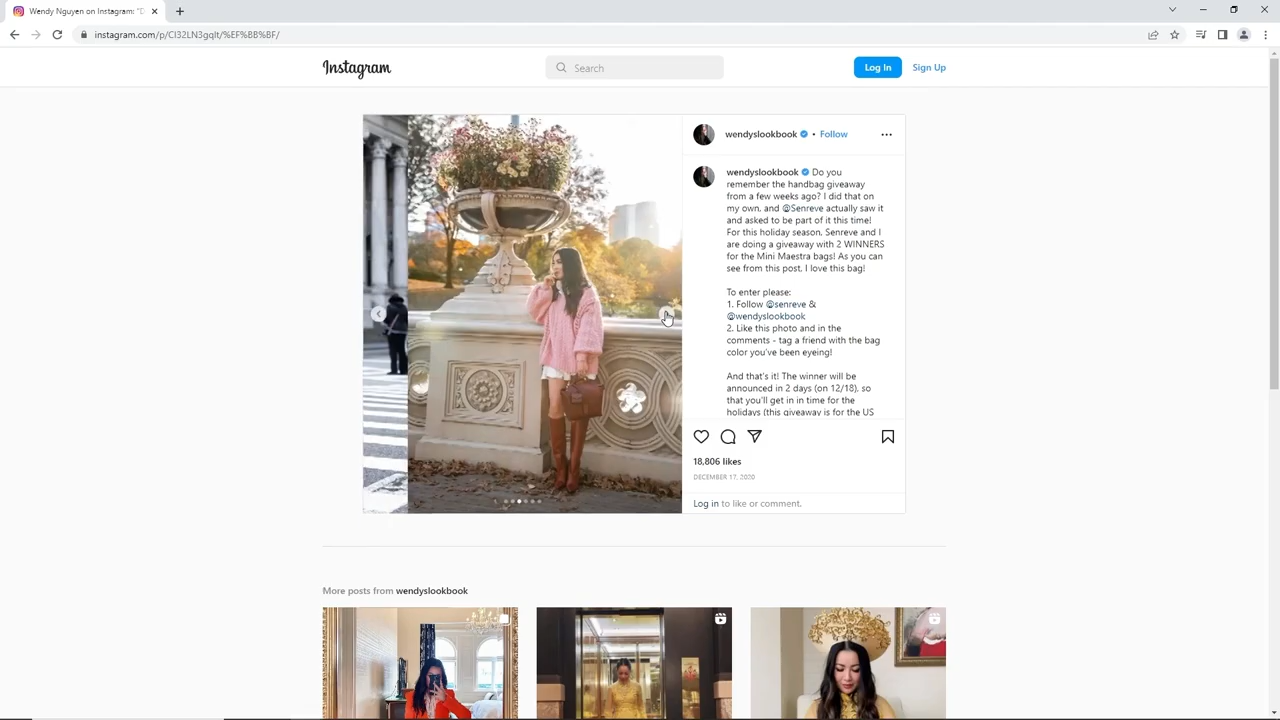 Wendy Nguyen on Instagram: "D
instagram.com/p/CI32LN3gqIt/%EF%BB%BF/
Instagram
Search
Log In
Sign Up
wendyslookbook • Follow
wendyslookbook Do you
remember the handbag giveaway
from a few weeks ago? I did that on
my own, and @Senreve actually saw it
and asked to be part of it this time!
For this holiday season, Senreve and I
are doing a giveaway with 2 WINNERS
for the Mini Maestra bags! As you can
see from this post, I love this bag!
To enter please:
1. Follow @senreve &
@wendyslookbook
2. Like this photo and in the
comments - tag a friend with the bag
color you've been eyeing!
And that's it! The winner will be
announced in 2 days (on 12/18), so
that you'll get in in time for the
holidays (this giveaway is for the US
18,806 likes
DECEMBER 17, 2020
Log in to like or comment.
More posts from wendyslookbook